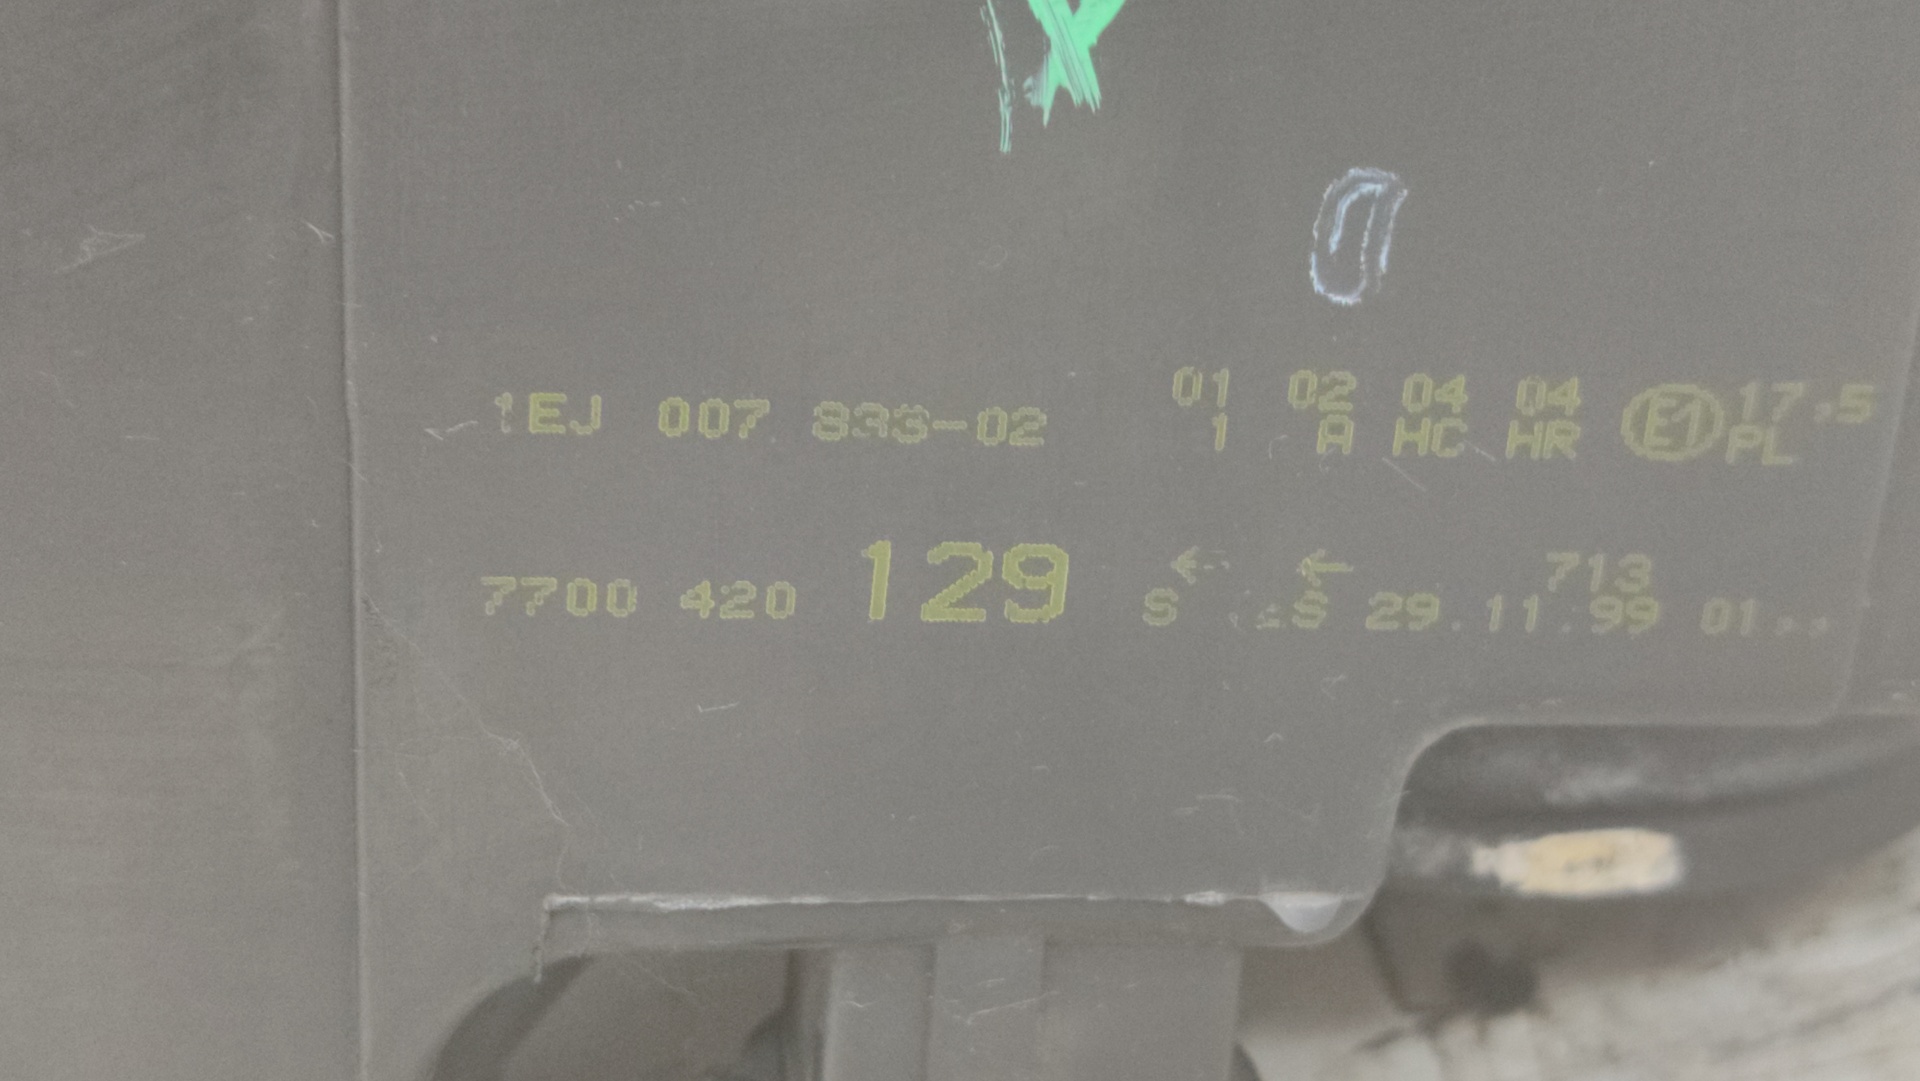 01 02 04 04 E1 17.5
1EJ 007 833-02 1 A HC HR PL
← ← 713
7700 420 129 S S 29.11.99 01